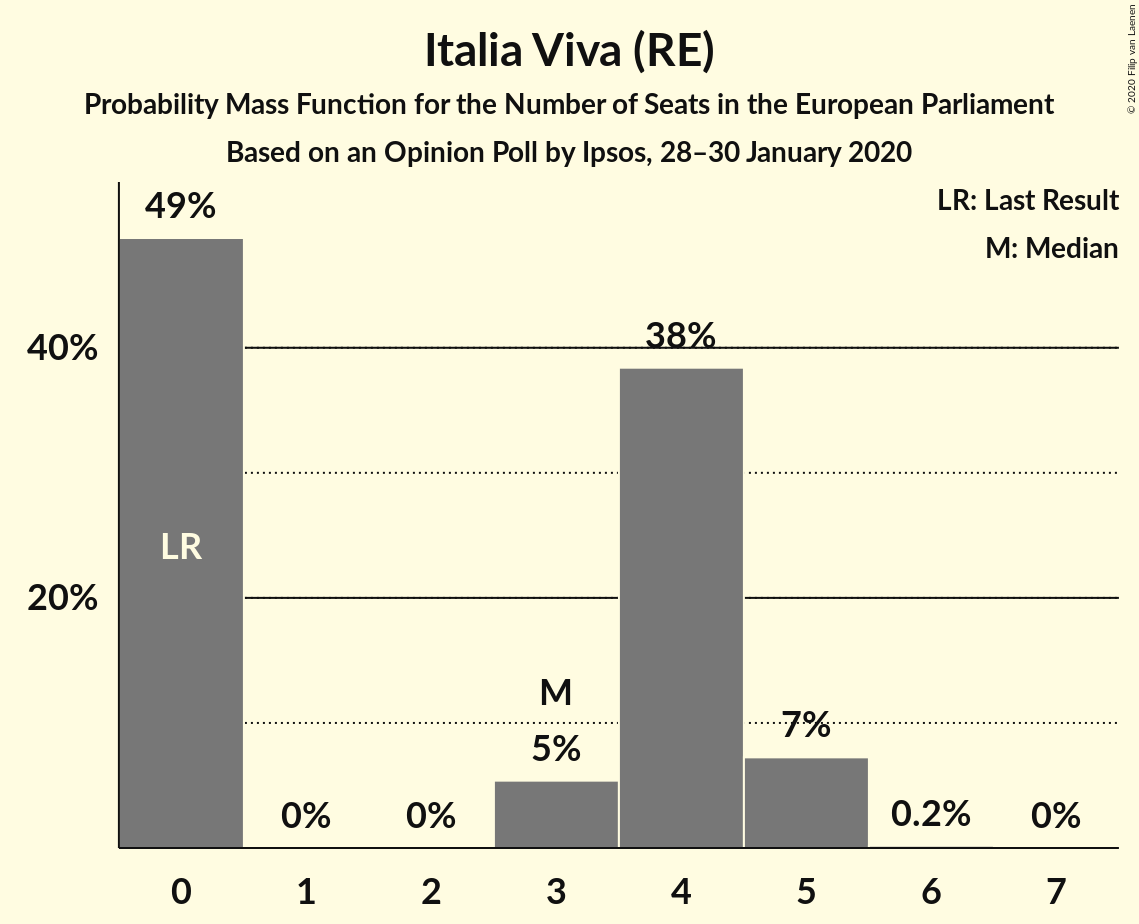 Italia Viva (RE)
Probability Mass Function for the Number of Seats in the European Parliament
Based on an Opinion Poll by Ipsos, 28–30 January 2020
© 2020 Filip van Laenen
LR: Last Result
M: Median
49%
38%
40%
LR
20%
M
5%
7%
0%
0%
0.2%
0%
0
1
2
3
4
5
6
7